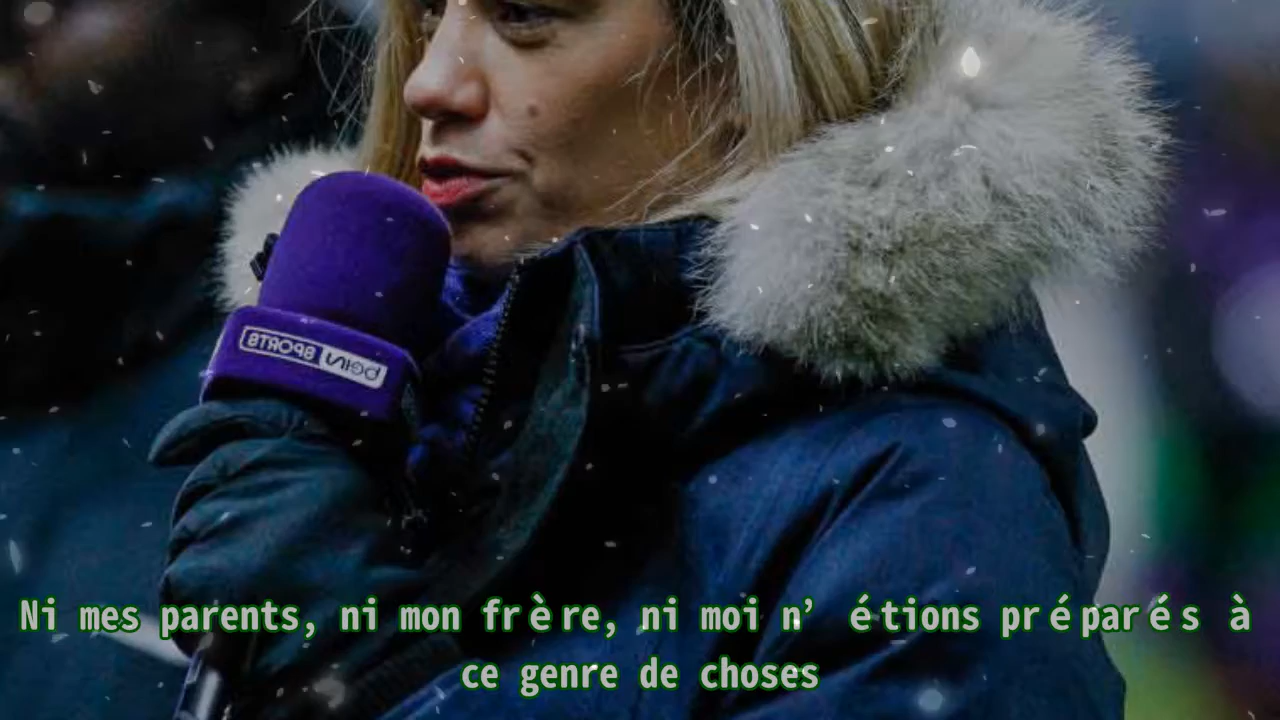 beIN SPORTS
Ni mes parents, ni mon frère, ni moi n’ étions préparés à
ce genre de choses